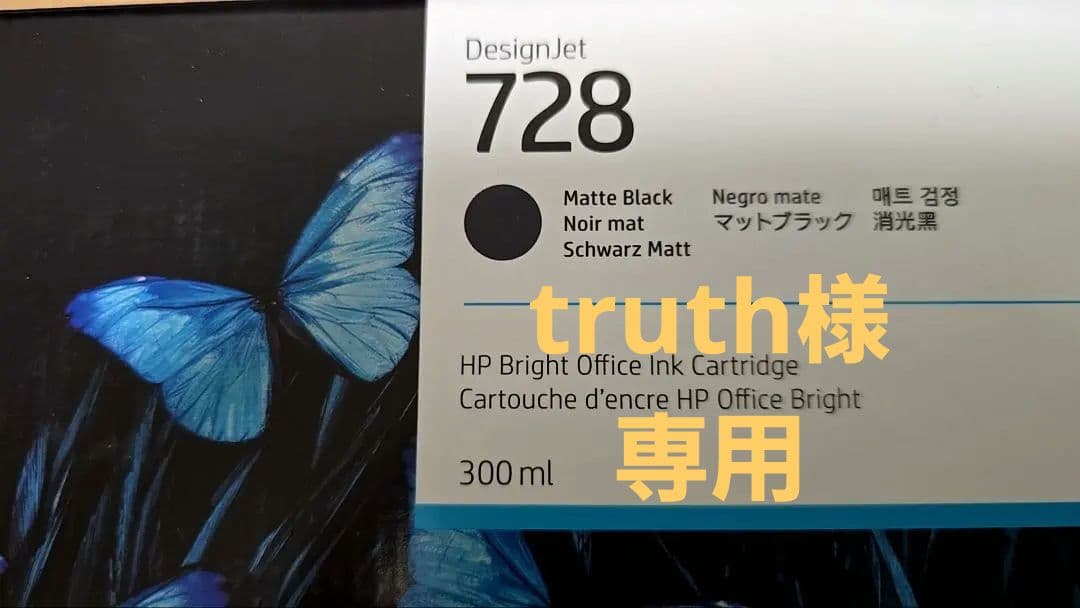 DesignJet
728
Matte Black
Noir mat
Schwarz Matt
Negro mate
マットブラック
매트 검정
消光黑
truth様
HP Bright Office Ink Cartridge
Cartouche d'encre HP Office Bright
専用
300 ml